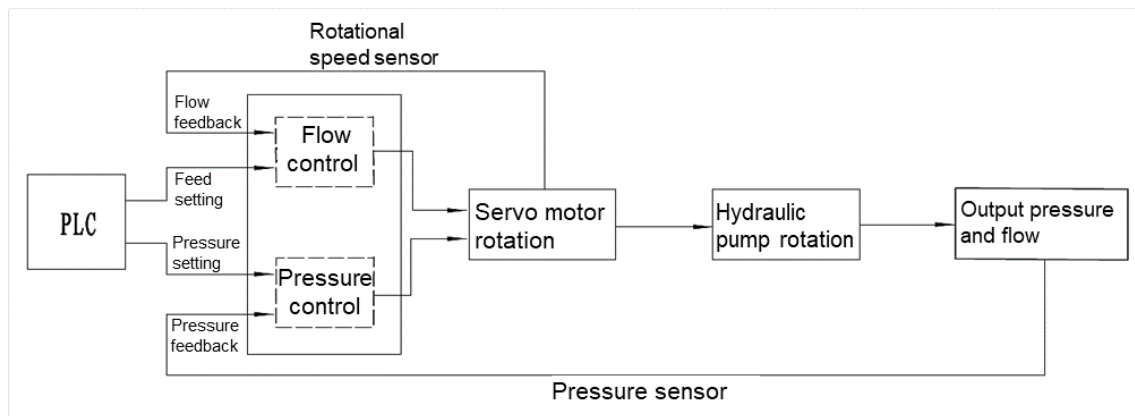 Rotational
speed sensor
Flow
feedback
Flow
control
Feed
setting
PLC
Pressure
setting
Pressure
control
Pressure
feedback
Servo motor
rotation
Hydraulic
pump rotation
Output pressure
and flow
Pressure sensor